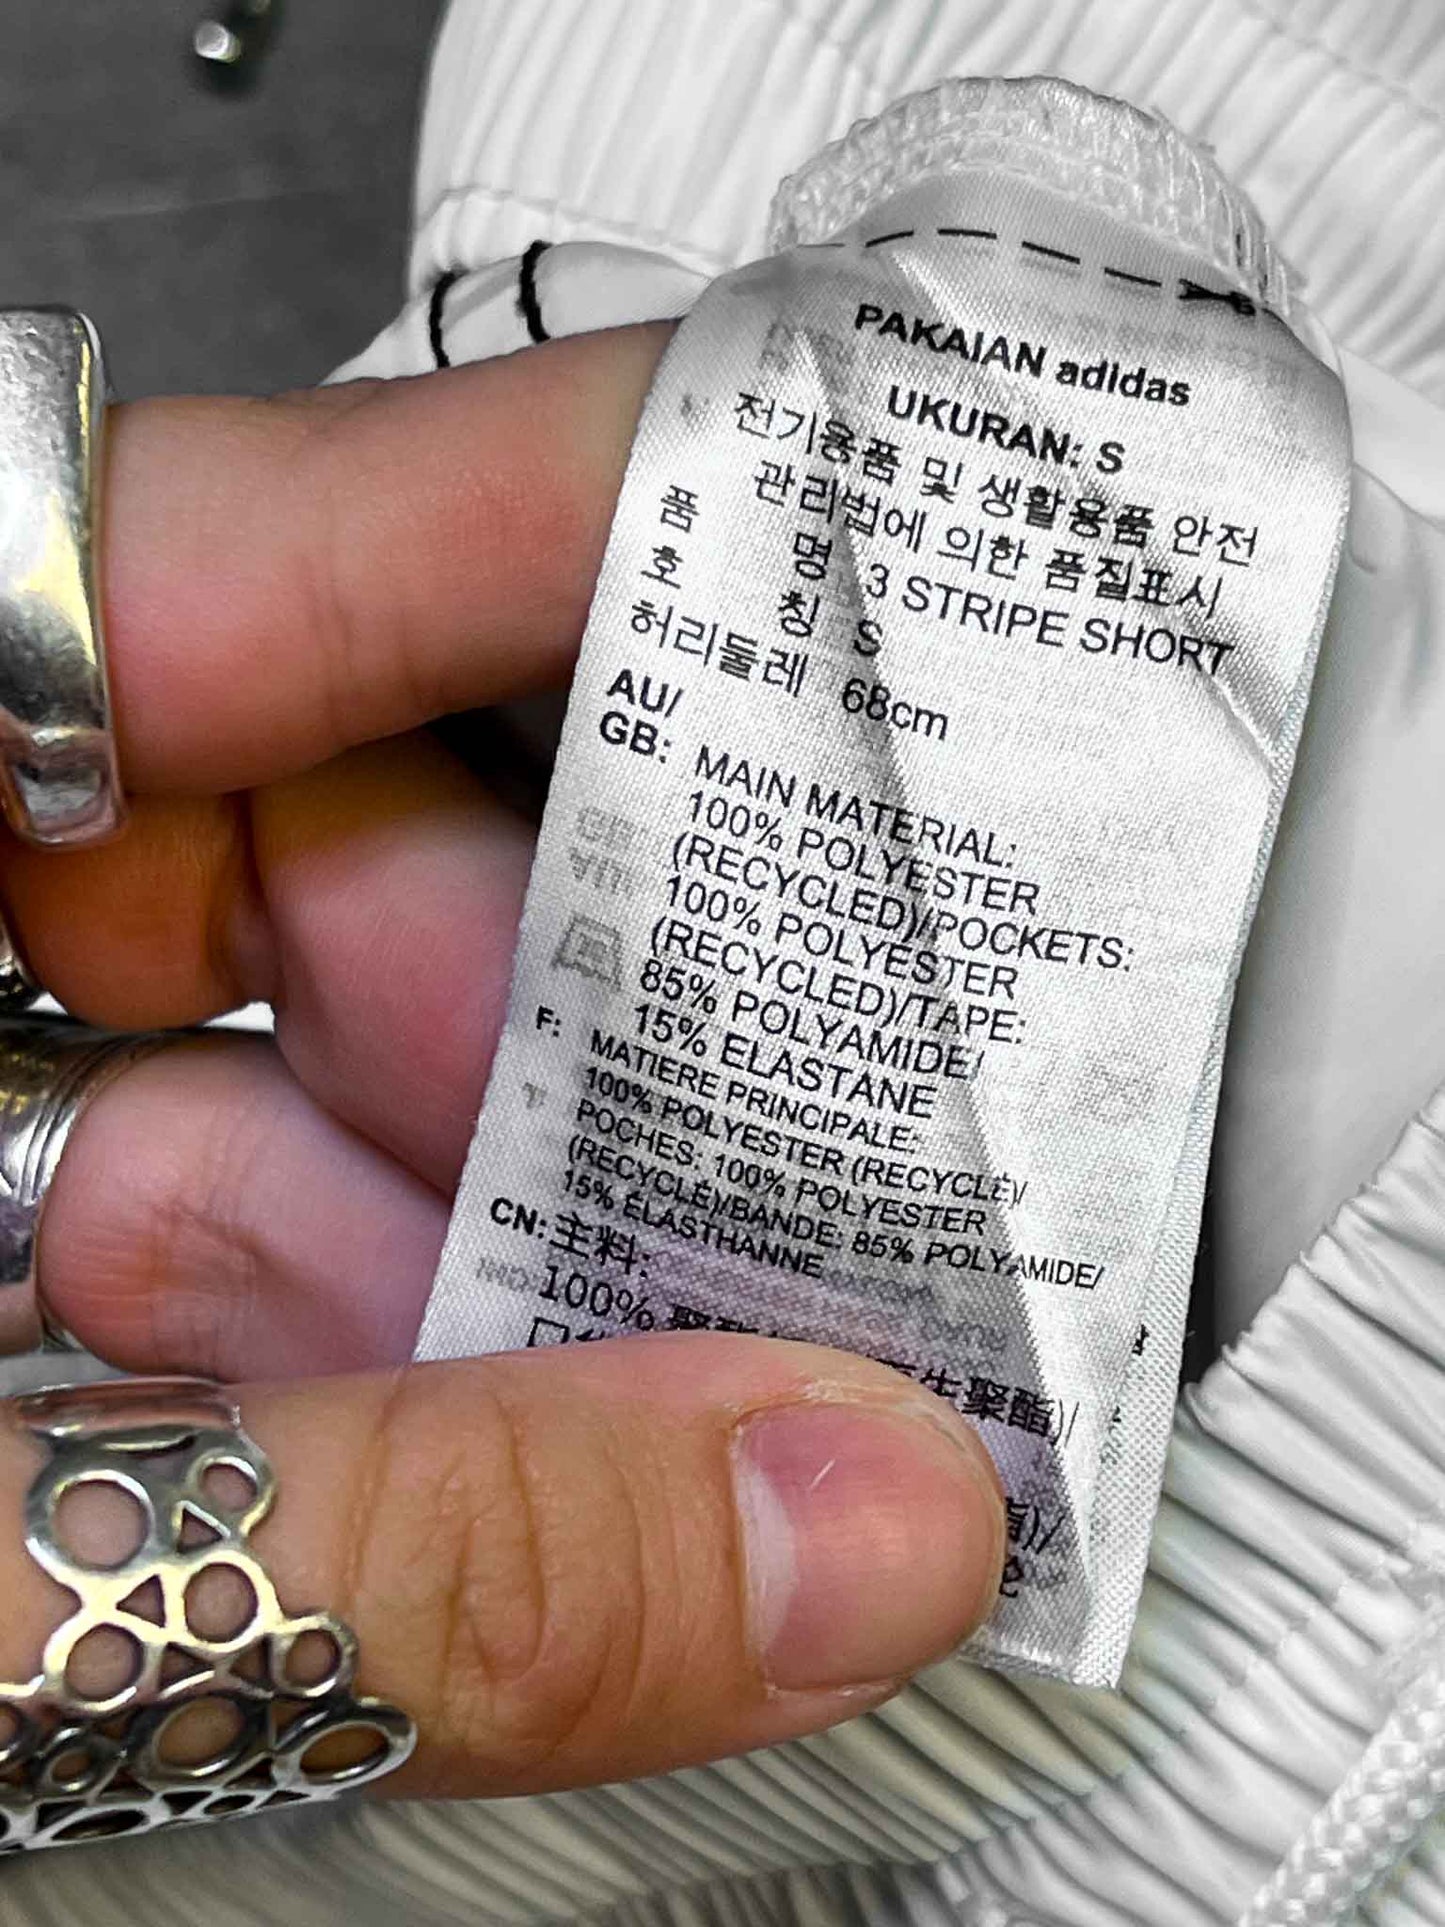 PAKAIAN adidas
UKURAN: S
전기용품 및 생활용품 안전
관리법에 의한 품질표시
품 명 3 STRIPE SHORT
호 칭 S
허리둘레 68cm
AU/
GB: MAIN MATERIAL:
100% POLYESTER
(RECYCLED)/POCKETS:
100% POLYESTER
(RECYCLED)/TAPE:
85% POLYAMIDE/
15% ELASTANE
F: MATIERE PRINCIPALE:
100% POLYESTER (RECYCLÉ)/
POCHES: 100% POLYESTER
(RECYCLÉ)/BANDE: 85% POLYAMIDE/
15% ÉLASTHANNE
CN: 主料:
100%
生聚酯)/